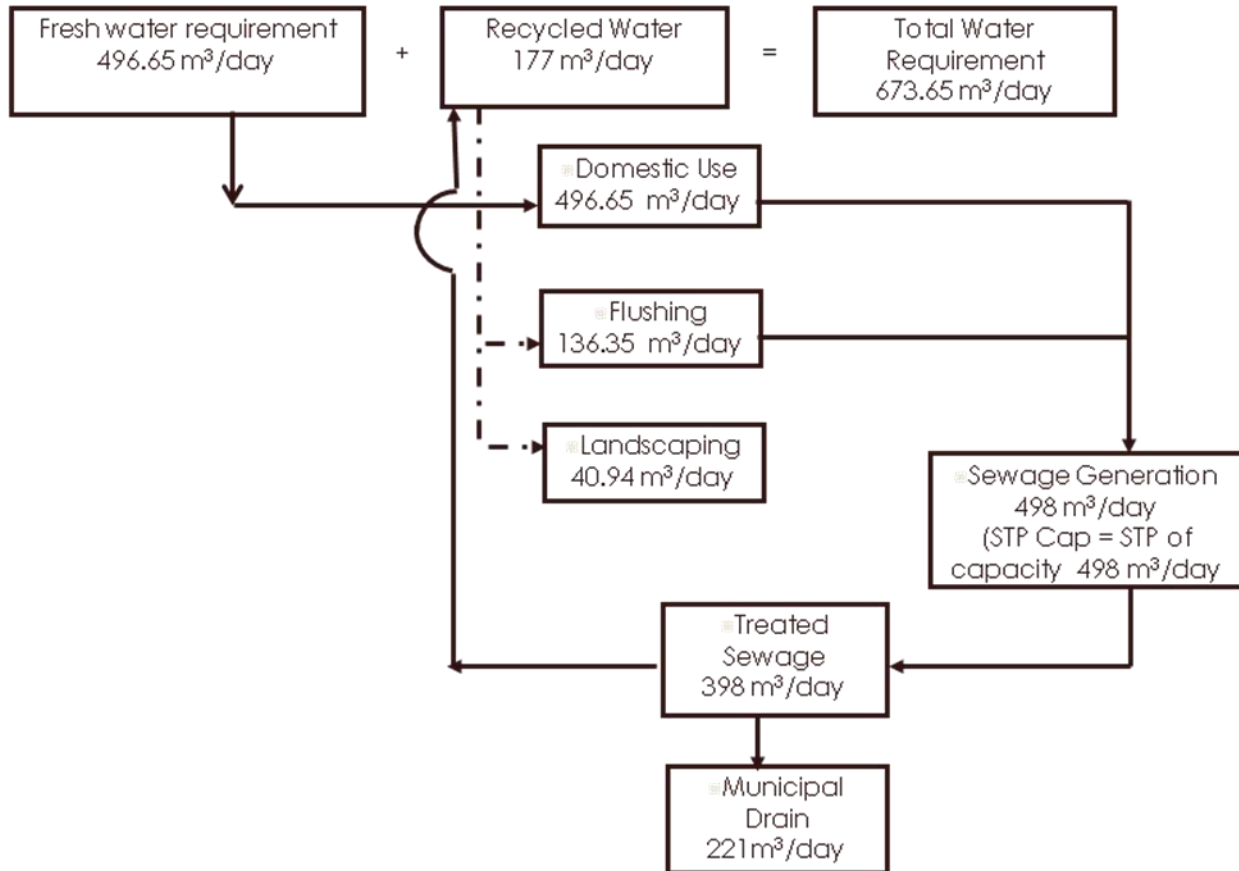 Fresh water requirement
496.65 m³/day
+
Recycled Water
177 m³/day
=
Total Water
Requirement
673.65 m³/day
Domestic Use
496.65 m³/day
Flushing
136.35 m³/day
Landscaping
40.94 m³/day
Sewage Generation
498 m³/day
(STP Cap = STP of
capacity 498 m³/day
Treated
Sewage
398 m³/day
Municipal
Drain
221m³/day